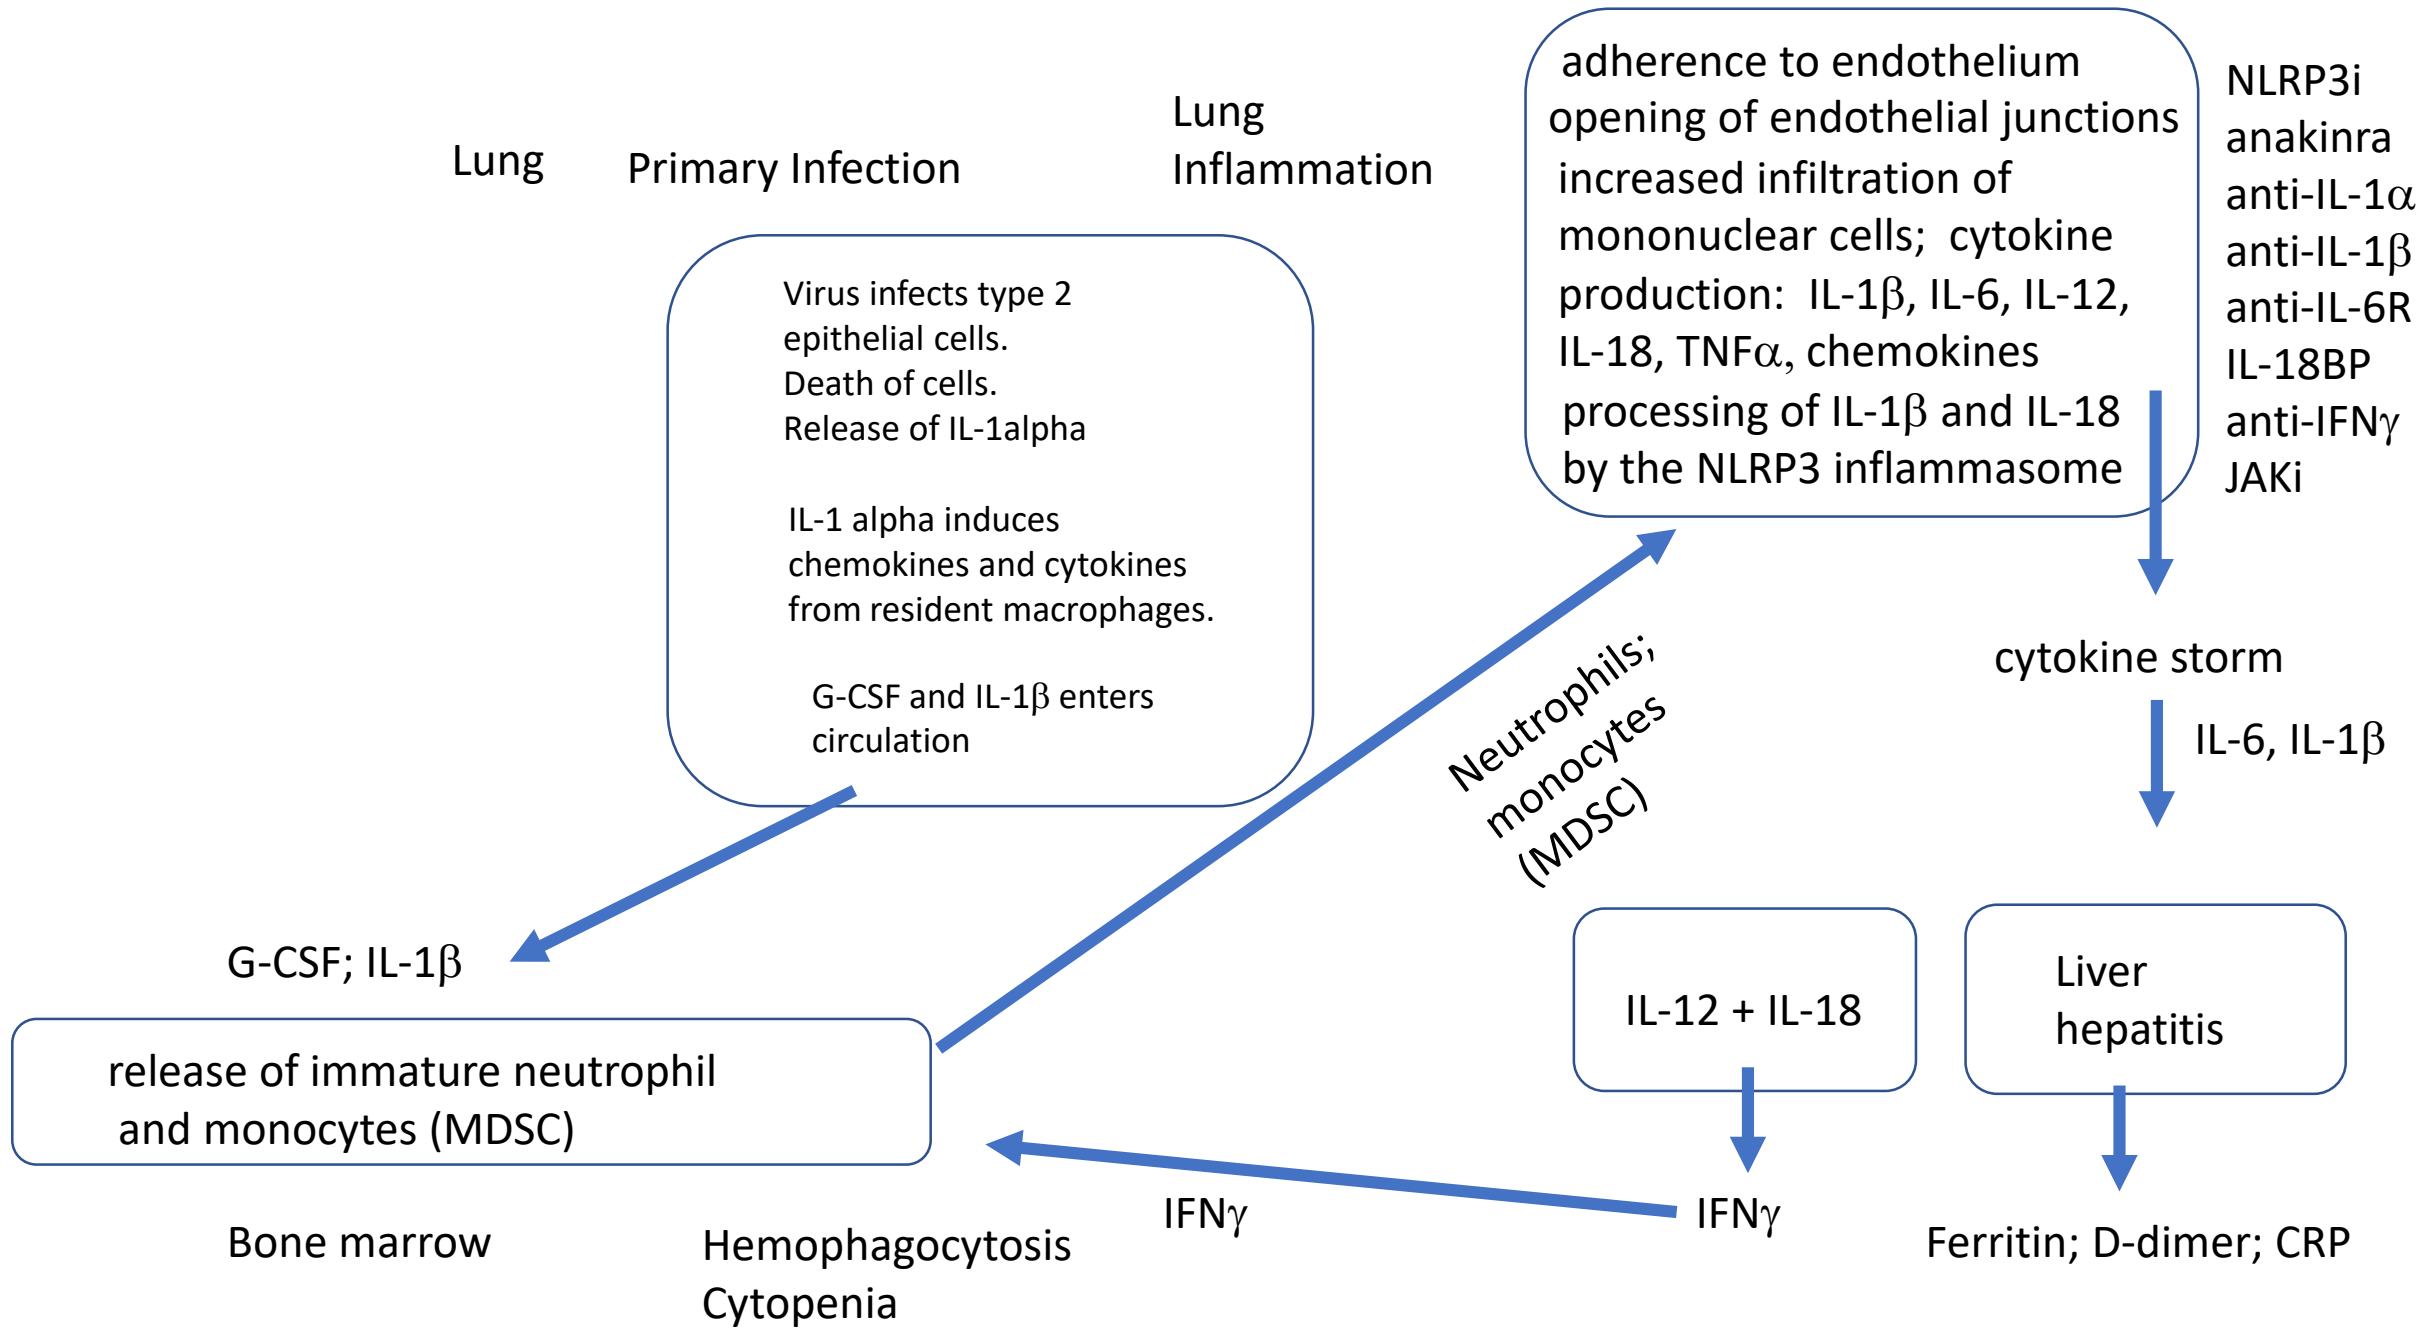 Lung
Primary Infection
Lung
Inflammation
Virus infects type 2
epithelial cells.
Death of cells.
Release of IL-1alpha
IL-1 alpha induces
chemokines and cytokines
from resident macrophages.
G-CSF and IL-1β enters
circulation
adherence to endothelium
opening of endothelial junctions
increased infiltration of
mononuclear cells; cytokine
production: IL-1β, IL-6, IL-12,
IL-18, TNFα, chemokines
processing of IL-1β and IL-18
by the NLRP3 inflammasome
NLRP3i
anakinra
anti-IL-1α
anti-IL-1β
anti-IL-6R
IL-18BP
anti-IFNγ
JAKi
cytokine storm
IL-6, IL-1β
Neutrophils;
monocytes
(MDSC)
G-CSF; IL-1β
release of immature neutrophil
and monocytes (MDSC)
Bone marrow
Hemophagocytosis
Cytopenia
IFNγ
IL-12 + IL-18
IFNγ
Liver
hepatitis
Ferritin; D-dimer; CRP